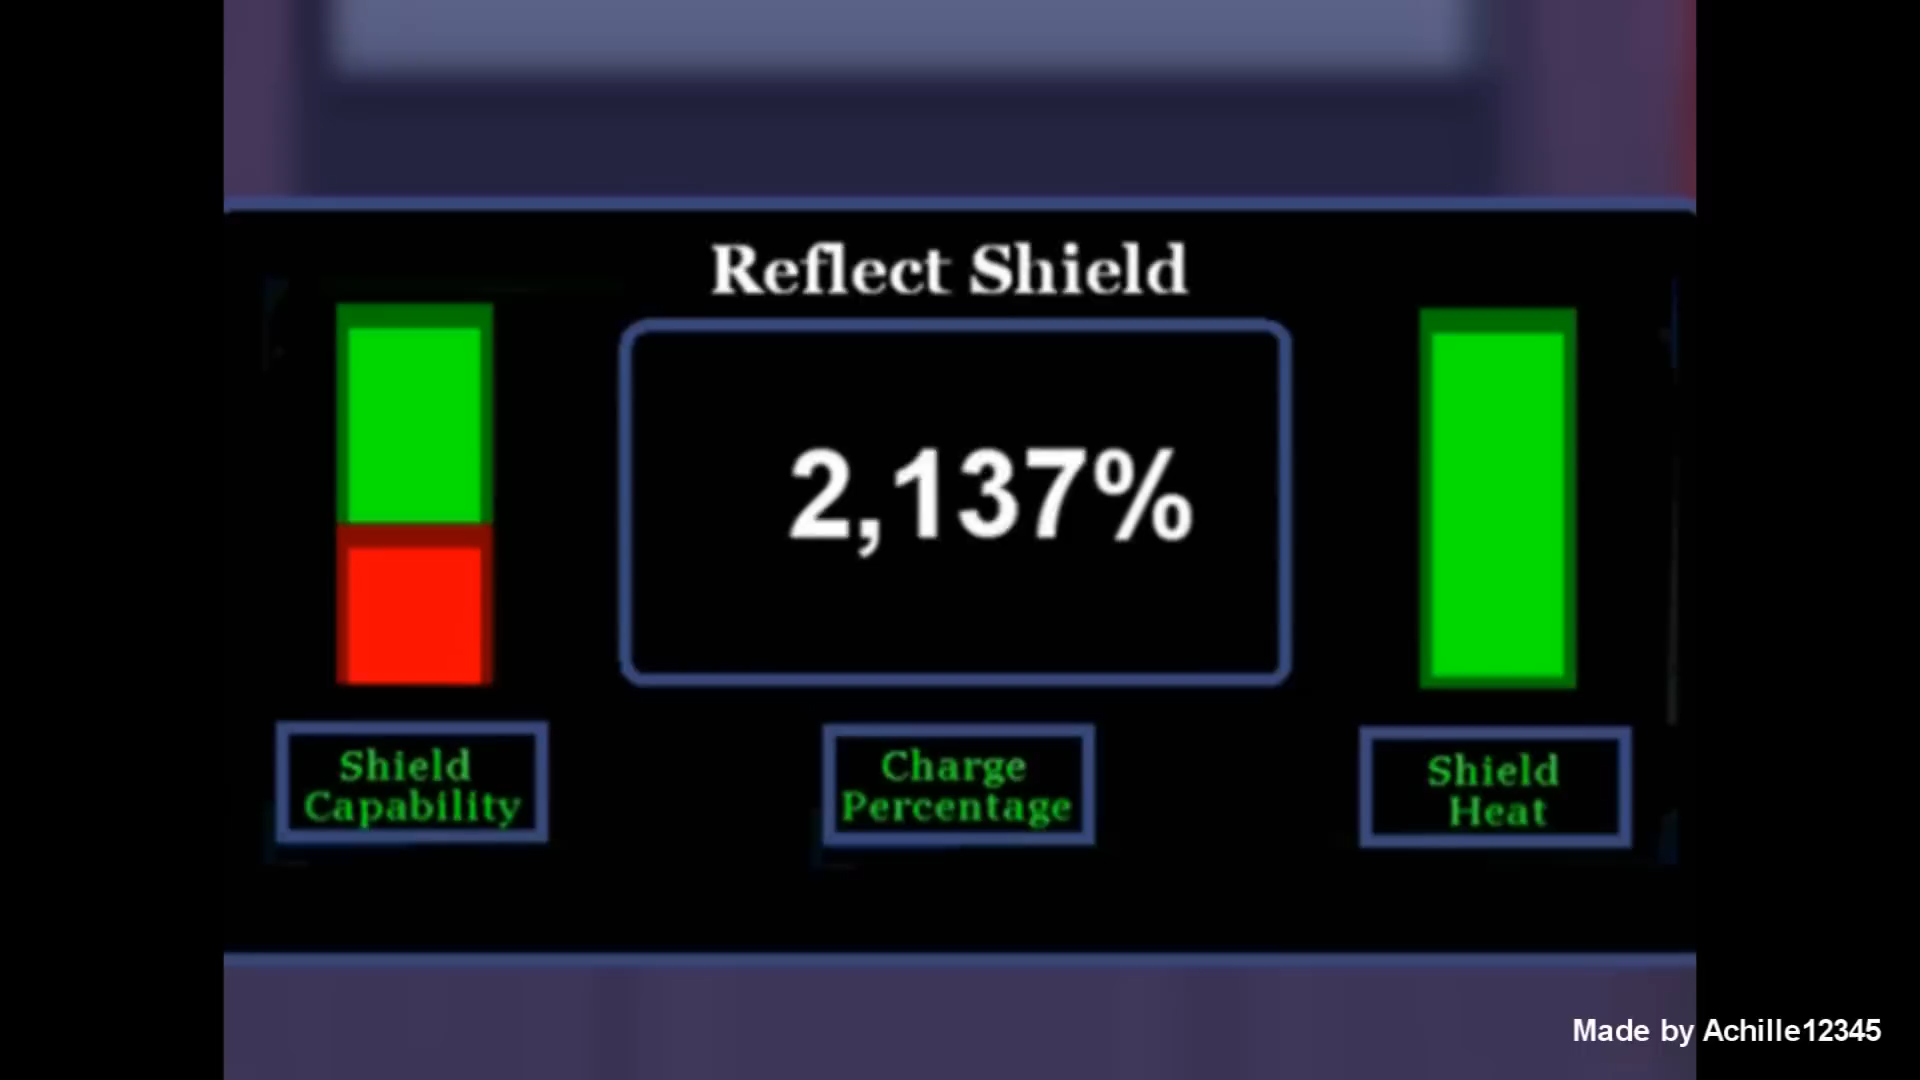 Reflect Shield
2,137%
Shield
Capability
Charge
Percentage
Shield
Heat
Made by Achille12345